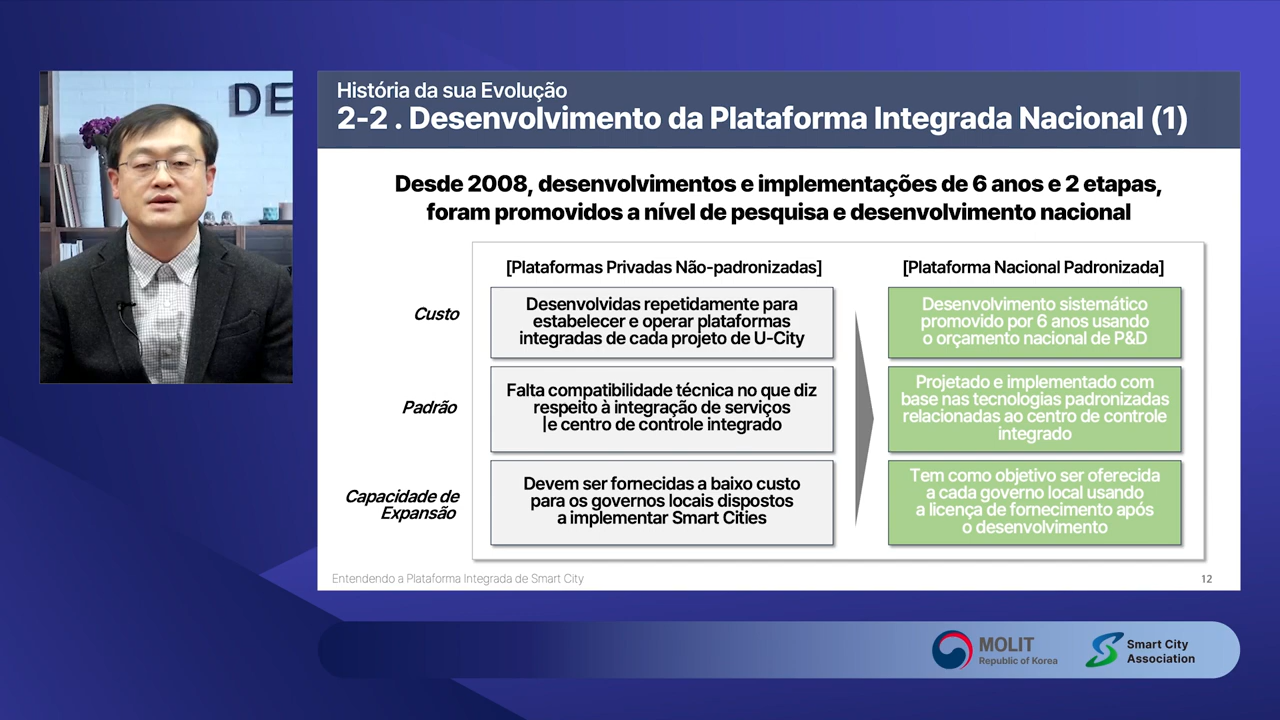 DE
História da sua Evolução
2-2 . Desenvolvimento da Plataforma Integrada Nacional (1)
Desde 2008, desenvolvimentos e implementações de 6 anos e 2 etapas,
foram promovidos a nível de pesquisa e desenvolvimento nacional
[Plataformas Privadas Não-padronizadas]
[Plataforma Nacional Padronizada]
Custo
Desenvolvidas repetidamente para
estabelecer e operar plataformas
integradas de cada projeto de U-City
Desenvolvimento sistemático
promovido por 6 anos usando
o orçamento nacional de P&D
Padrão
Falta compatibilidade técnica no que diz
respeito à integração de serviços
|e centro de controle integrado
Projetado e implementado com
base nas tecnologias padronizadas
relacionadas ao centro de controle
integrado
Capacidade de
Expansão
Devem ser fornecidas a baixo custo
para os governos locais dispostos
a implementar Smart Cities
Tem como objetivo ser oferecida
a cada governo local usando
a licença de fornecimento após
o desenvolvimento
Entendendo a Plataforma Integrada de Smart City
12
MOLIT
Republic of Korea
Smart City
Association